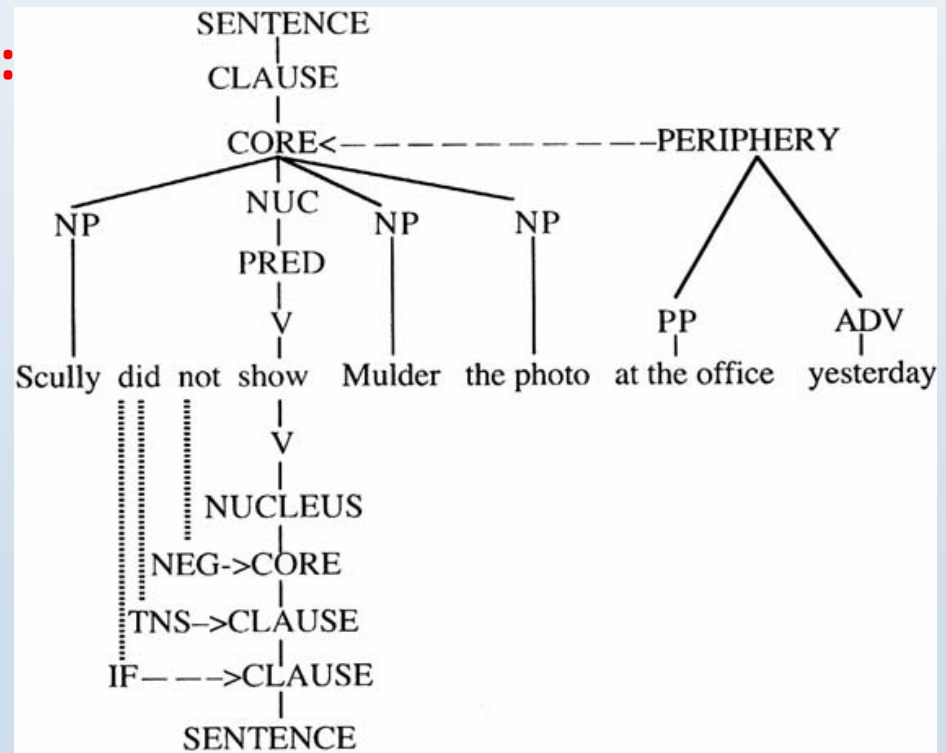 SENTENCE
:
CLAUSE
CORE<– – – – – – – – – – –PERIPHERY
NUC
NP NP NP
PRED
V PP ADV
Scully did not show Mulder the photo at the office yesterday
V
NUCLEUS
NEG->CORE
TNS–>CLAUSE
IF– – –>CLAUSE
SENTENCE